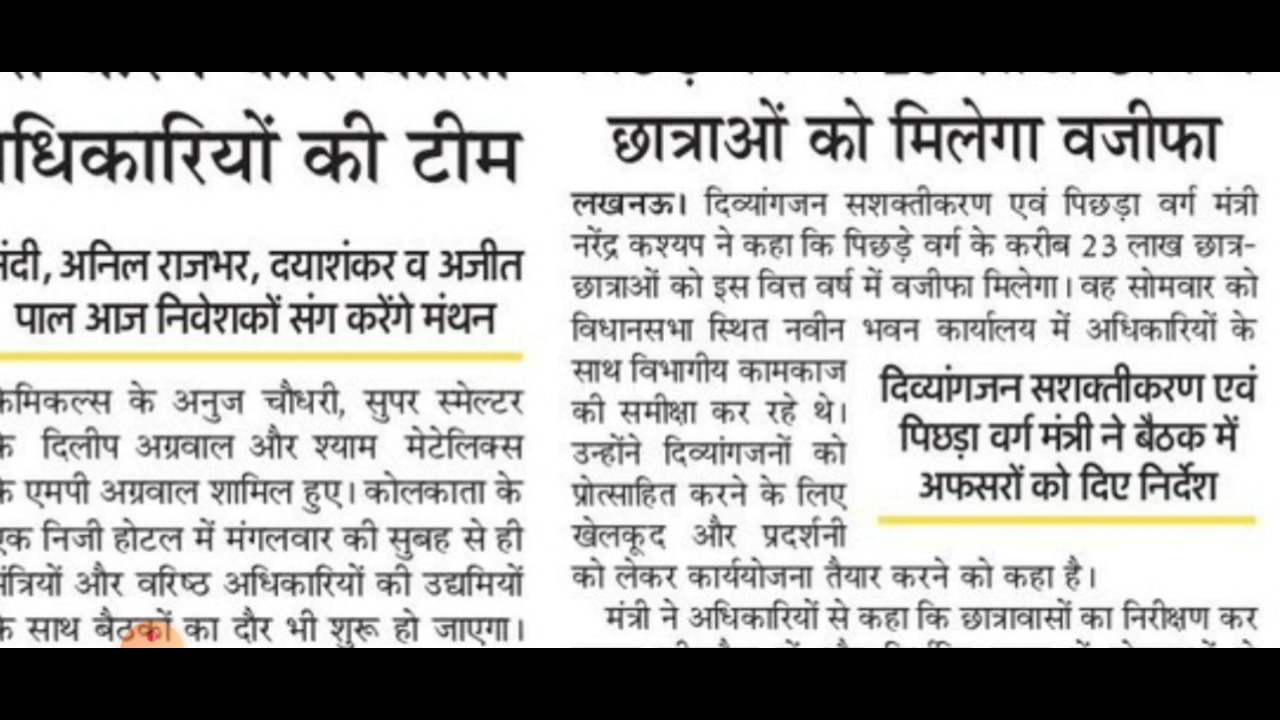 धिकारियों की टीम
नंदी, अनिल राजभर, दयाशंकर व अजीत
पाल आज निवेशकों संग करेंगे मंथन
केमिकल्स के अनुज चौधरी, सुपर स्मेल्टर
के दिलीप अग्रवाल और श्याम मेटेलिक्स
के एमपी अग्रवाल शामिल हुए। कोलकाता के
एक निजी होटल में मंगलवार की सुबह से ही
मंत्रियों और वरिष्ठ अधिकारियों की उद्यमियों
के साथ बैठकों का दौर भी शुरू हो जाएगा।
छात्राओं को मिलेगा वजीफा
लखनऊ। दिव्यांगजन सशक्तीकरण एवं पिछड़ा वर्ग मंत्री
नरेंद्र कश्यप ने कहा कि पिछड़े वर्ग के करीब 23 लाख छात्र-
छात्राओं को इस वित्त वर्ष में वजीफा मिलेगा। वह सोमवार को
विधानसभा स्थित नवीन भवन कार्यालय में अधिकारियों के
साथ विभागीय कामकाज
की समीक्षा कर रहे थे।
उन्होंने दिव्यांगजनों को
प्रोत्साहित करने के लिए
खेलकूद और प्रदर्शनी
को लेकर कार्ययोजना तैयार करने को कहा है।
दिव्यांगजन सशक्तीकरण एवं
पिछड़ा वर्ग मंत्री ने बैठक में
अफसरों को दिए निर्देश
मंत्री ने अधिकारियों से कहा कि छात्रावासों का निरीक्षण कर